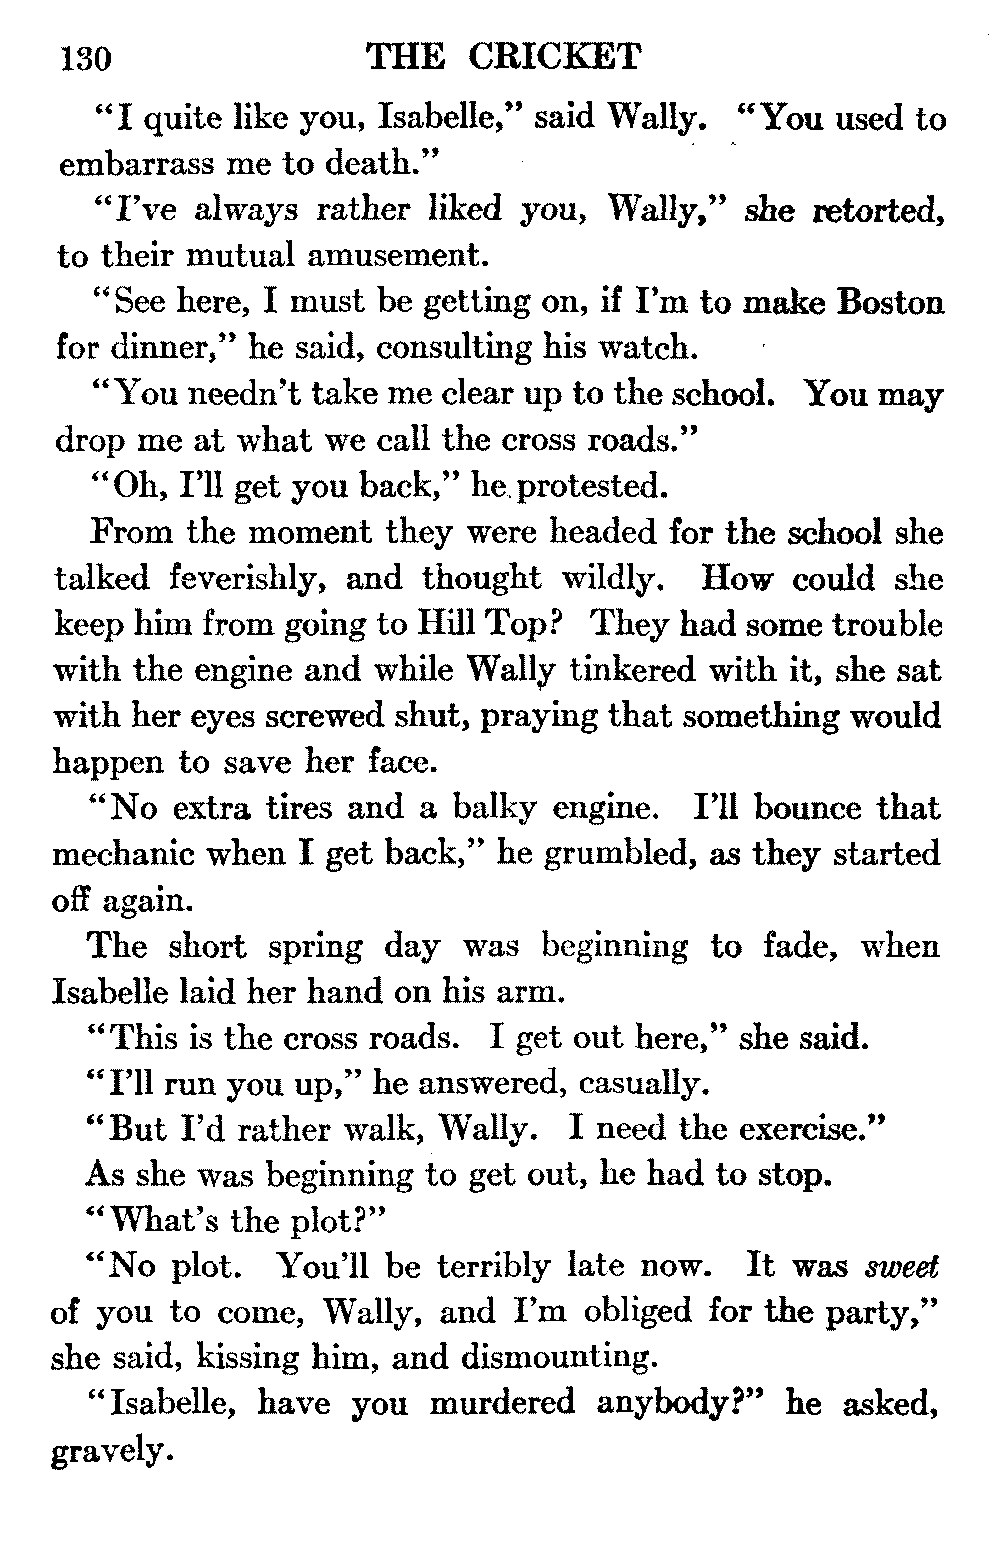 130 THE CRICKET
"I quite like you, Isabelle," said Wally. "You used to
embarrass me to death."
"I've always rather liked you, Wally," she retorted,
to their mutual amusement.
"See here, I must be getting on, if I'm to make Boston
for dinner," he said, consulting his watch.
"You needn't take me clear up to the school. You may
drop me at what we call the cross roads."
"Oh, I'll get you back," he protested.
From the moment they were headed for the school she
talked feverishly, and thought wildly. How could she
keep him from going to Hill Top? They had some trouble
with the engine and while Wally tinkered with it, she sat
with her eyes screwed shut, praying that something would
happen to save her face.
"No extra tires and a balky engine. I'll bounce that
mechanic when I get back," he grumbled, as they started
off again.
The short spring day was beginning to fade, when
Isabelle laid her hand on his arm.
"This is the cross roads. I get out here," she said.
"I'll run you up," he answered, casually.
"But I'd rather walk, Wally. I need the exercise."
As she was beginning to get out, he had to stop.
"What's the plot?"
"No plot. You'll be terribly late now. It was sweet
of you to come, Wally, and I'm obliged for the party,"
she said, kissing him, and dismounting.
"Isabelle, have you murdered anybody?" he asked,
gravely.